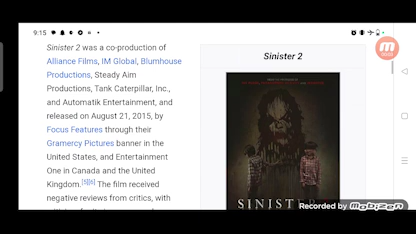 9:15
Sinister 2 was a co-production of
Alliance Films, IM Global, Blumhouse
Productions, Steady Aim
Productions, Tank Caterpillar, Inc.,
and Automatik Entertainment, and
released on August 21, 2015, by
Focus Features through their
Gramercy Pictures banner in the
United States, and Entertainment
One in Canada and the United
Kingdom.[5][6] The film received
negative reviews from critics, with
Sinister 2
SINISTER
Recorded by Mobizen